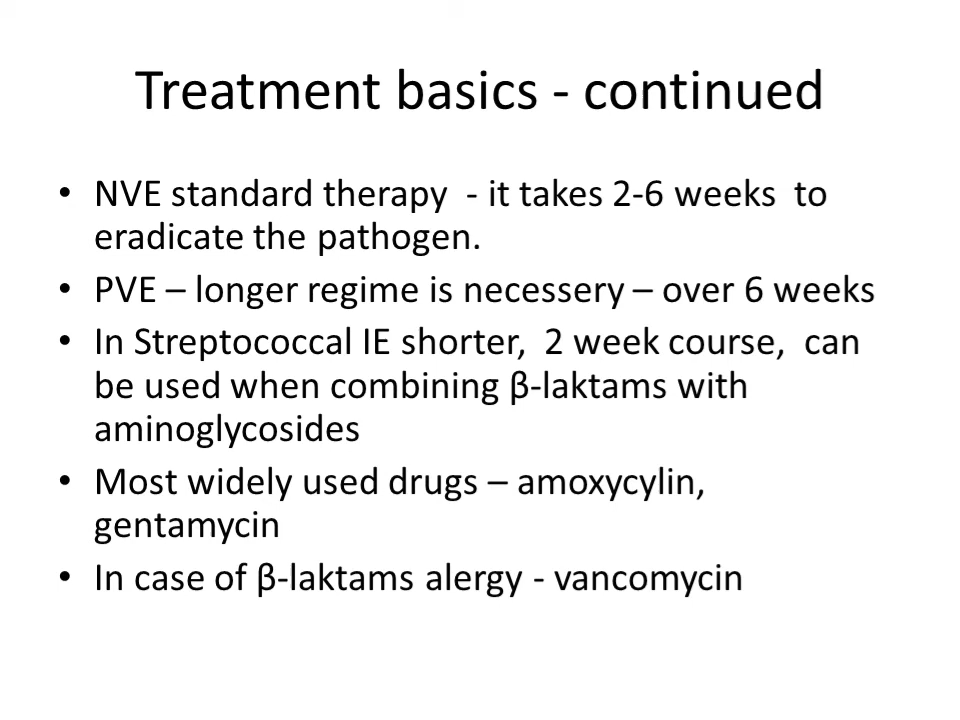 Treatment basics - continued
• NVE standard therapy  - it takes 2-6 weeks  to
eradicate the pathogen.
• PVE – longer regime is necessery – over 6 weeks
• In Streptococcal IE shorter,  2 week course,  can
be used when combining β-laktams with
aminoglycosides
• Most widely used drugs – amoxycylin,
gentamycin
• In case of β-laktams alergy - vancomycin